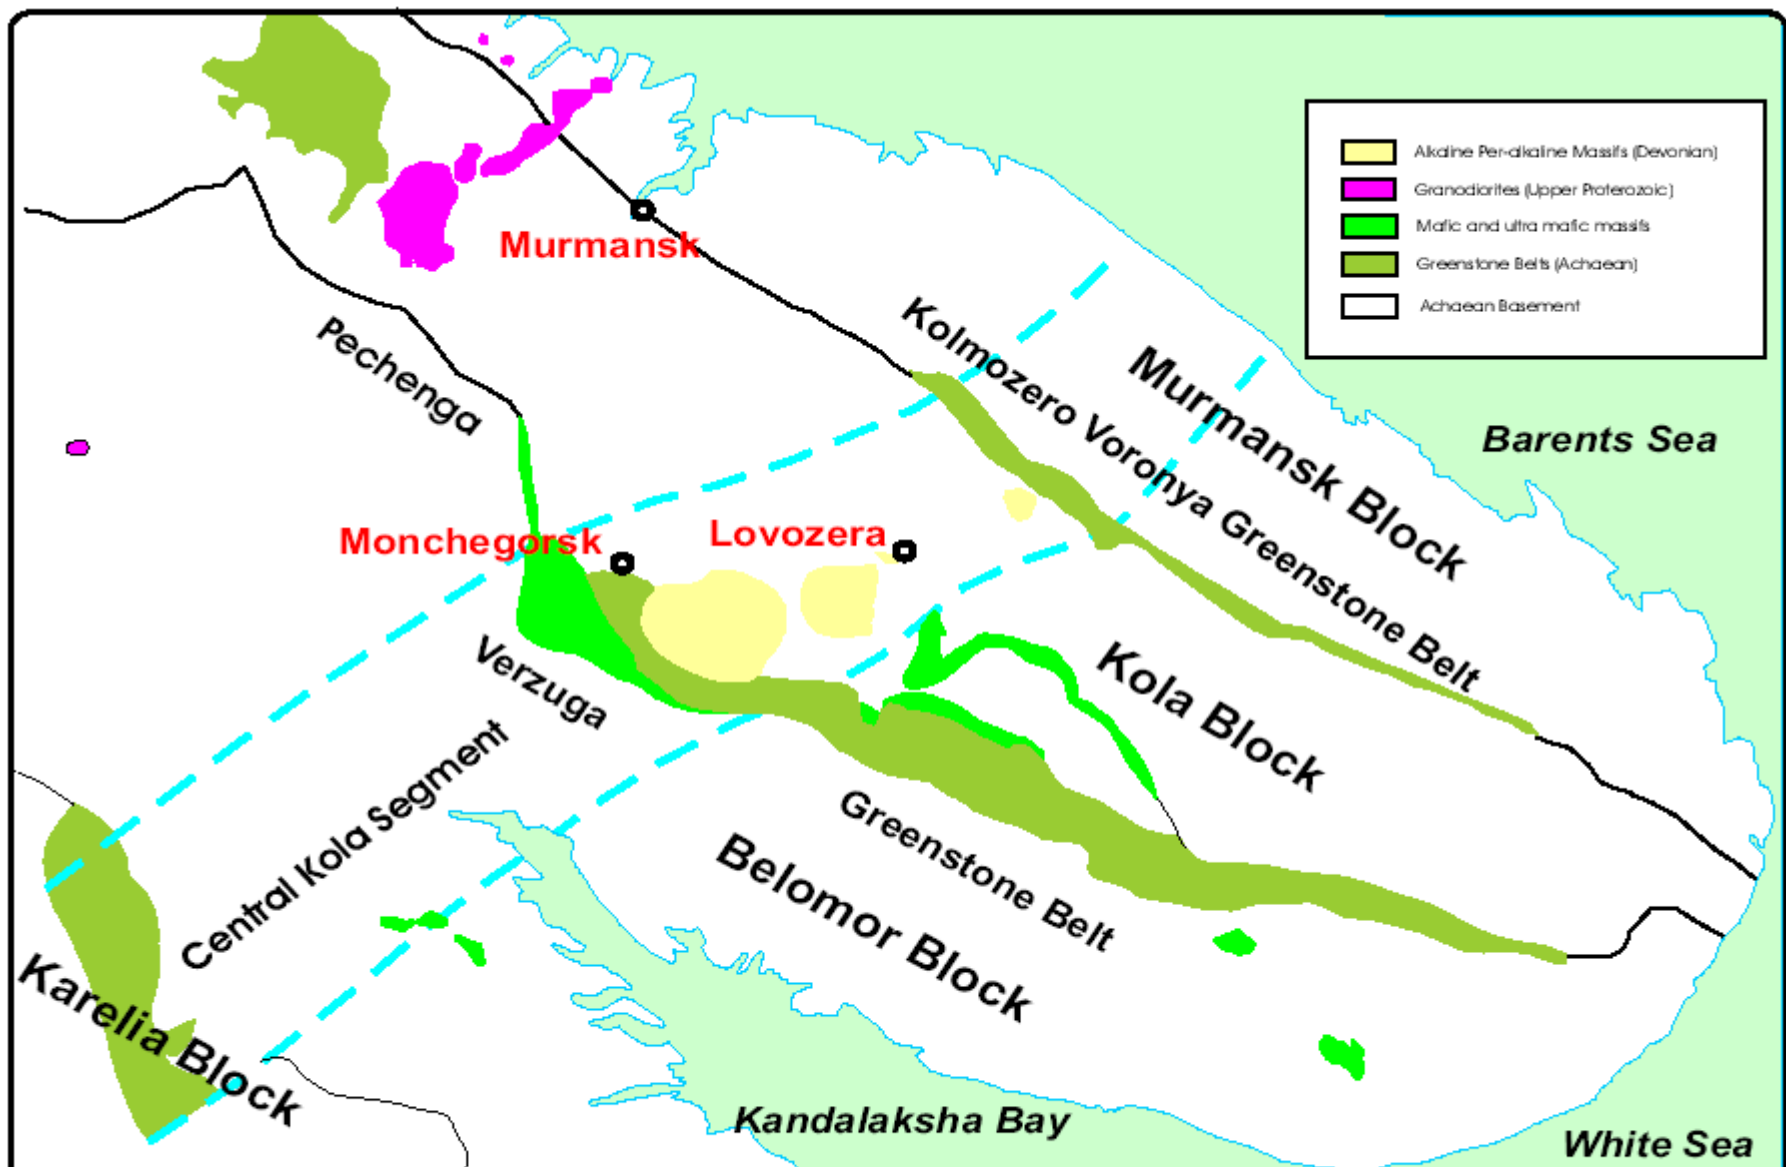 Alkaline Per-alkaline Massifs (Devonian)
Granodiorites (Upper Proterozoic)
Mafic and ultra mafic massifs
Greenstone Belts (Achaean)
Achaean Basement
Murmansk
Pechenga
Kolmozero Voronya Greenstone Belt
Murmansk Block
Barents Sea
Monchegorsk
Lovozera
Verzuga
Kola Block
Central Kola Segment
Greenstone Belt
Belomor Block
Karelia Block
Kandalaksha Bay
White Sea